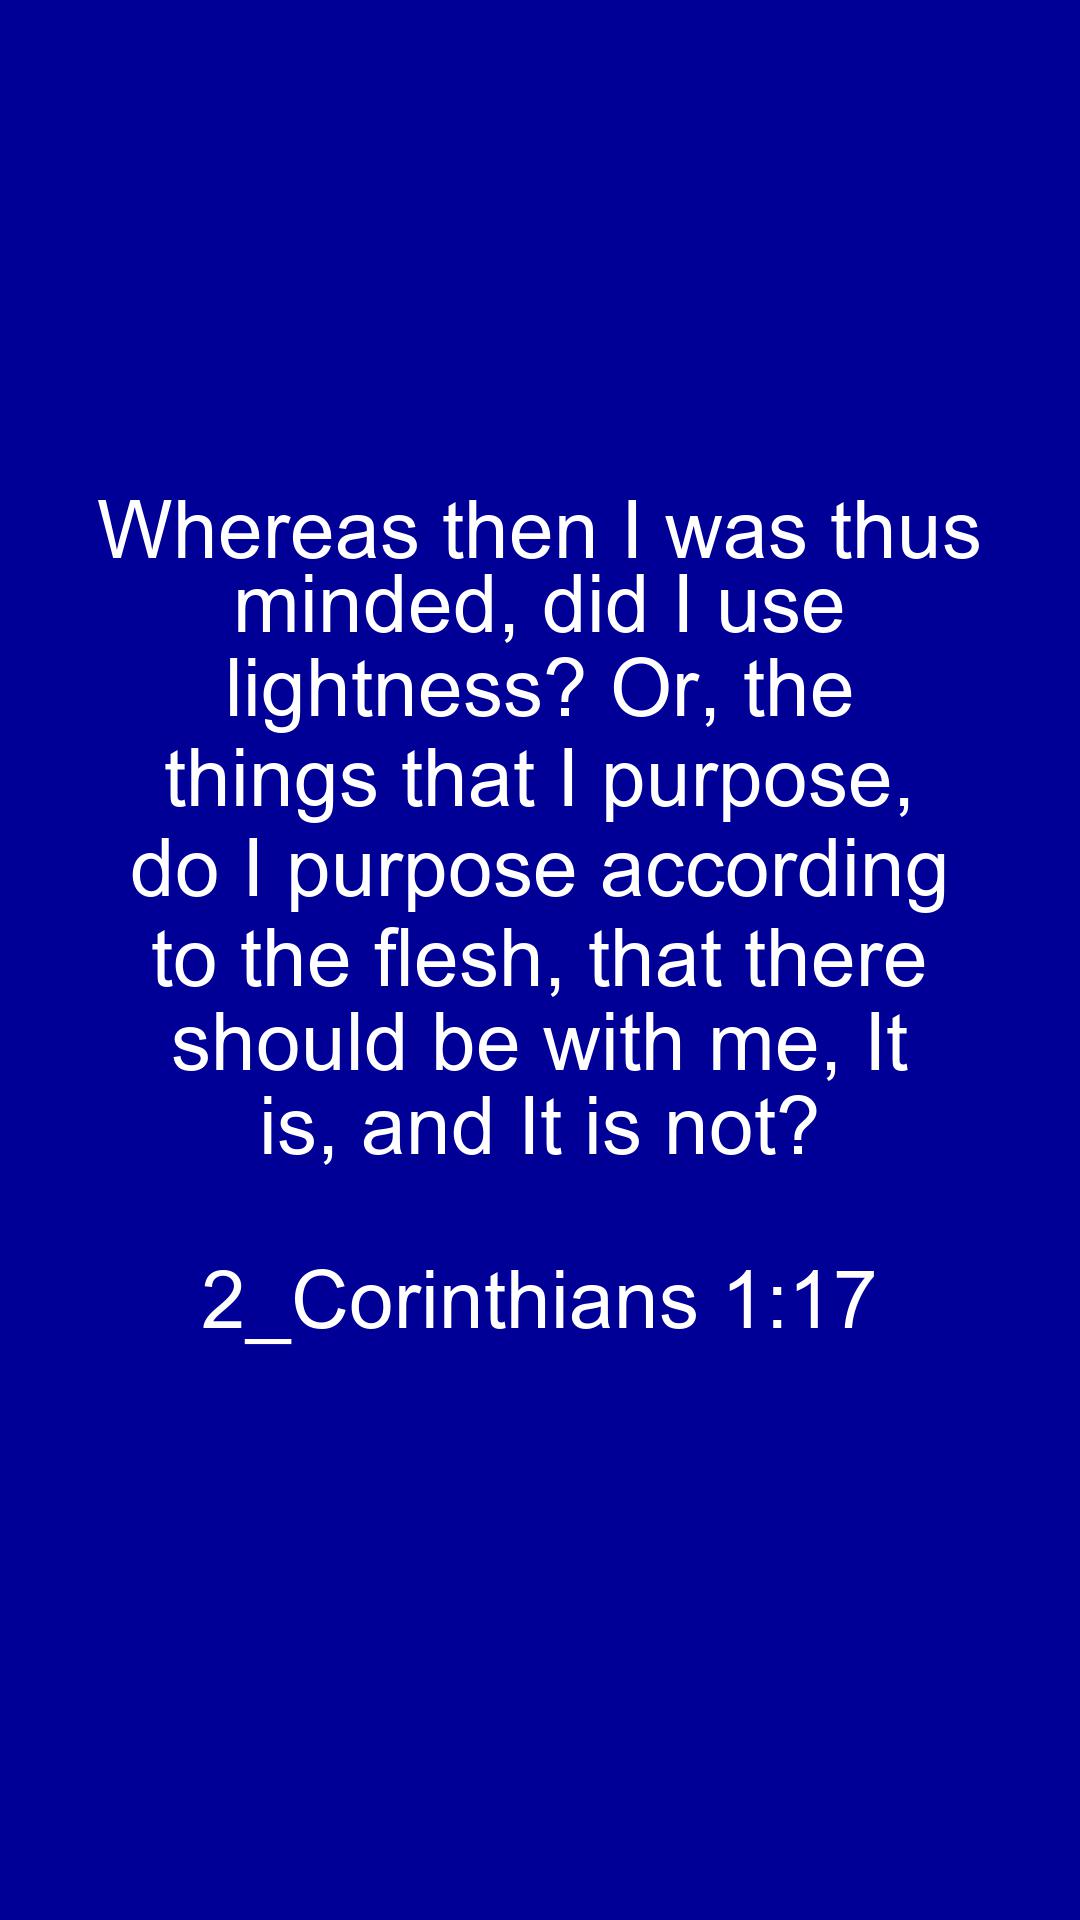 Whereas then I was thus
minded, did I use
lightness? Or, the
things that I purpose,
do I purpose according
to the flesh, that there
should be with me, It
is, and It is not?
2_Corinthians 1:17